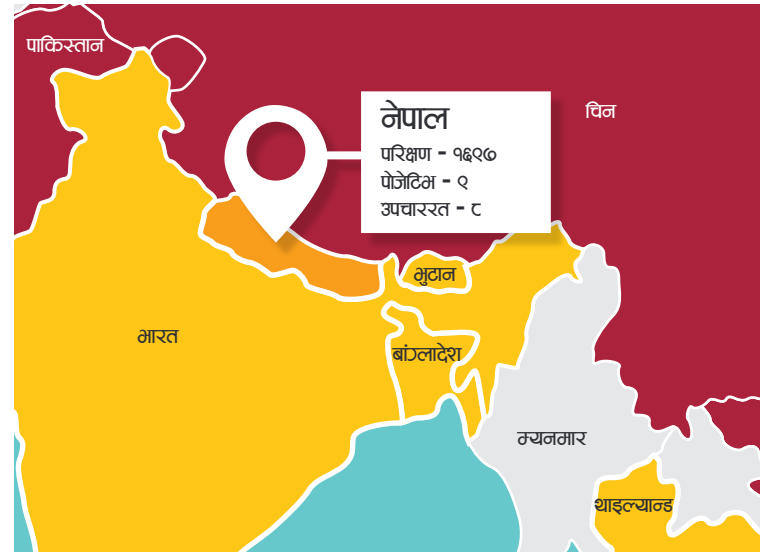 पाकिस्तान
नेपाल
परिक्षण - १६९७
पोजेटिभ - ९
उपचाररत - ८
चिन
भुटान
भारत
बांग्लादेश
म्यनमार
थाइल्यान्ड